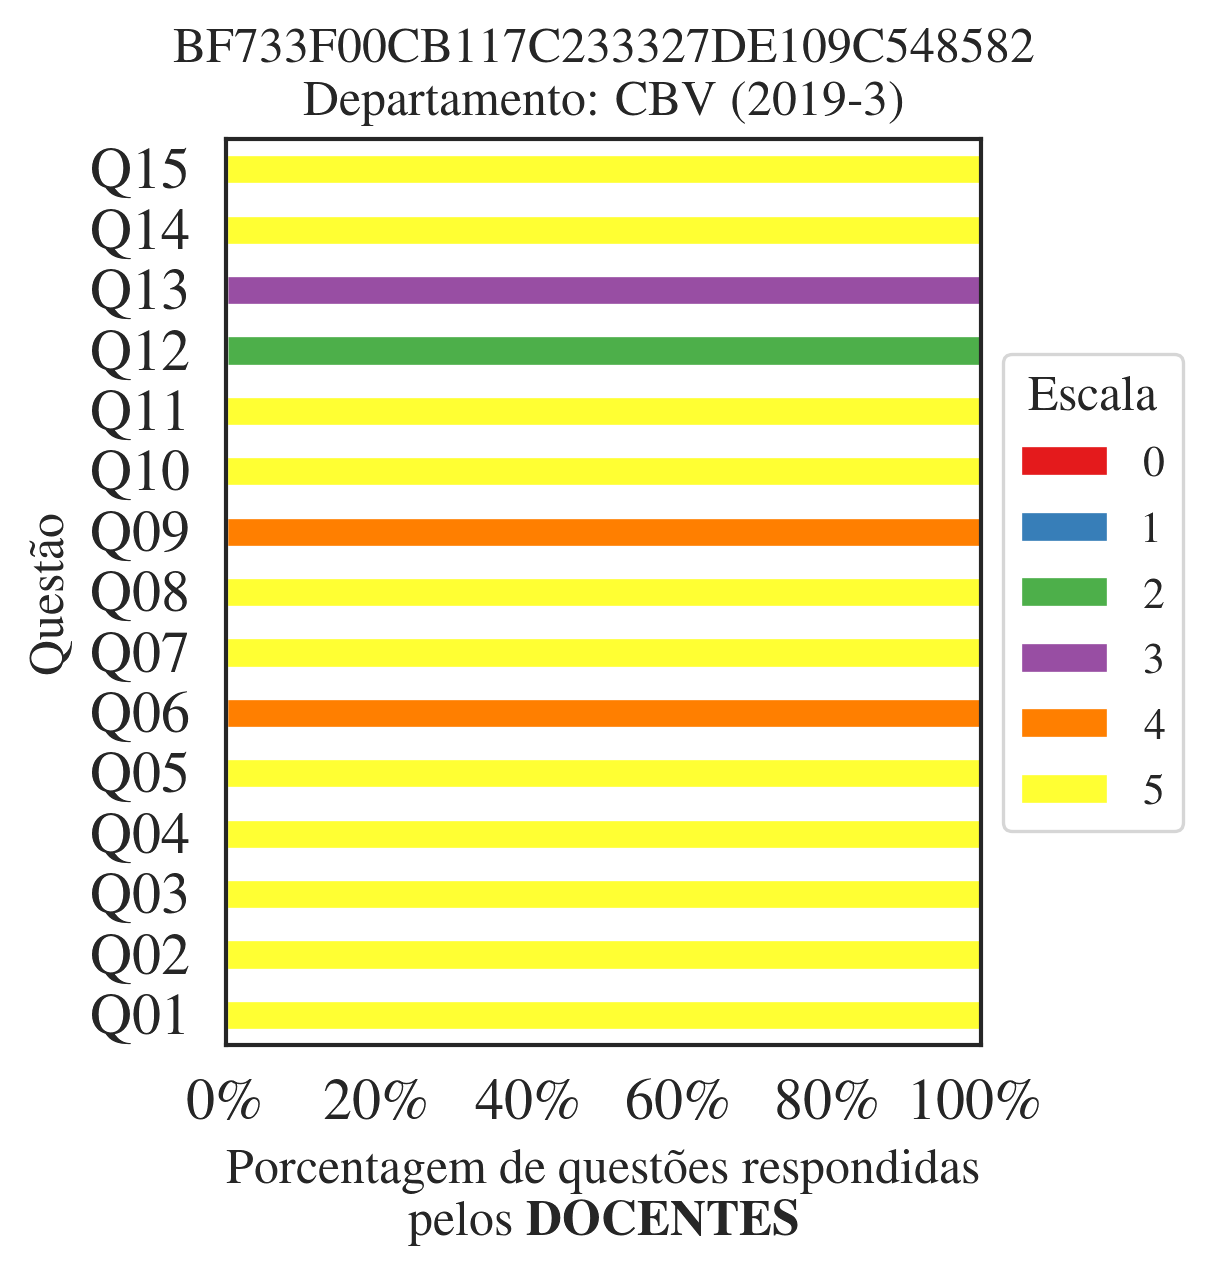 BF733F00CB117C233327DE109C548582
Departamento: CBV (2019-3)
Q15
Q14
Q13
Q12
Q11
Q10
Q09
Q08
Q07
Q06
Q05
Q04
Q03
Q02
Q01
Questão
0% 20% 40% 60% 80% 100%
Porcentagem de questões respondidas
pelos DOCENTES
Escala
0
1
2
3
4
5